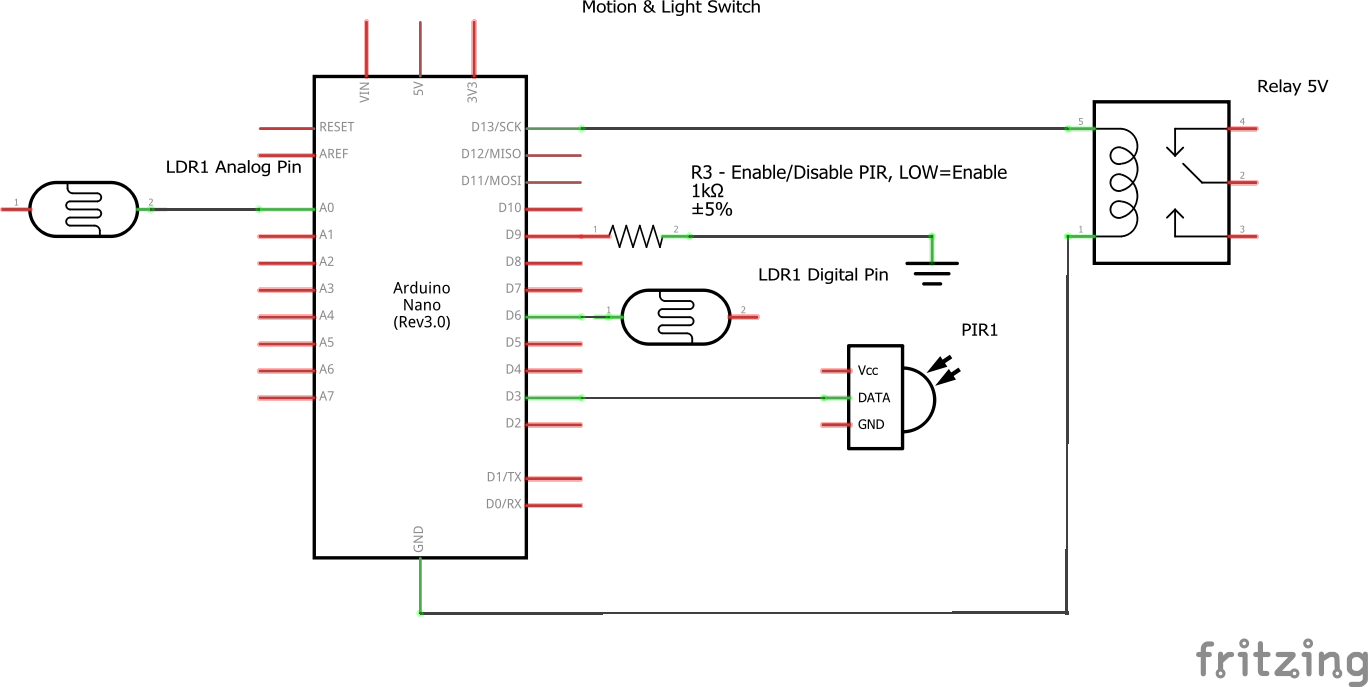 Motion & Light Switch
VIN
5V
3V3
Relay 5V
RESET
D13/SCK
5
4
AREF
D12/MISO
LDR1 Analog Pin
D11/MOSI
R3 - Enable/Disable PIR, LOW=Enable
1kΩ
±5%
2
1
2
A0
D10
A1
D9
1
2
1
3
A2
D8
LDR1 Digital Pin
A3
D7
Arduino
Nano
(Rev3.0)
A4
D6
1
2
PIR1
A5
D5
A6
D4
Vcc
A7
D3
DATA
D2
GND
D1/TX
D0/RX
GND
fritzing